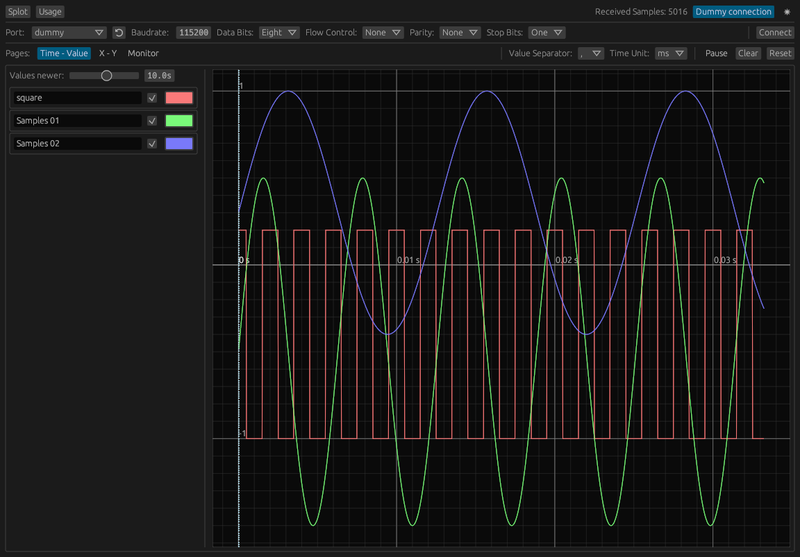 Splot Usage Received Samples: 5016 Dummy connection
Port: dummy Baudrate: 115200 Data Bits: Eight Flow Control: None Parity: None Stop Bits: One Connect
Pages: Time - Value X - Y Monitor Value Separator: , Time Unit: ms Pause Clear Reset
Values newer: 10.0s
square
Samples 01
Samples 02
1
0 s 0.01 s 0.02 s 0.03 s
-1